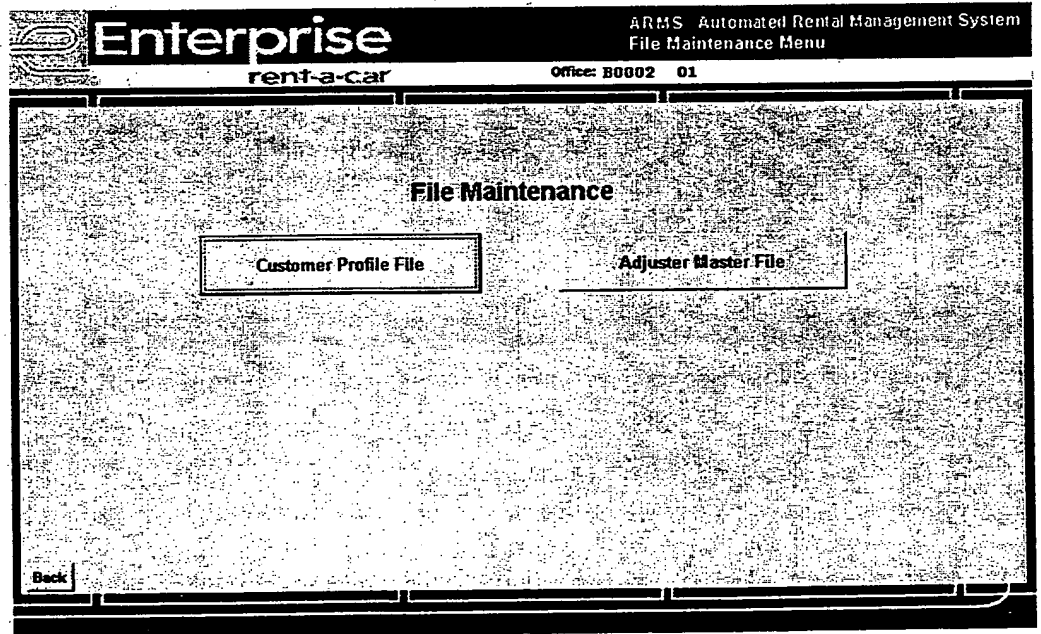 Enterprise
rent-a-car
ARMS Automated Rental Management System
File Maintenance Menu
Office: B0002 01
File Maintenance
Customer Profile File
Adjuster Master File
Back